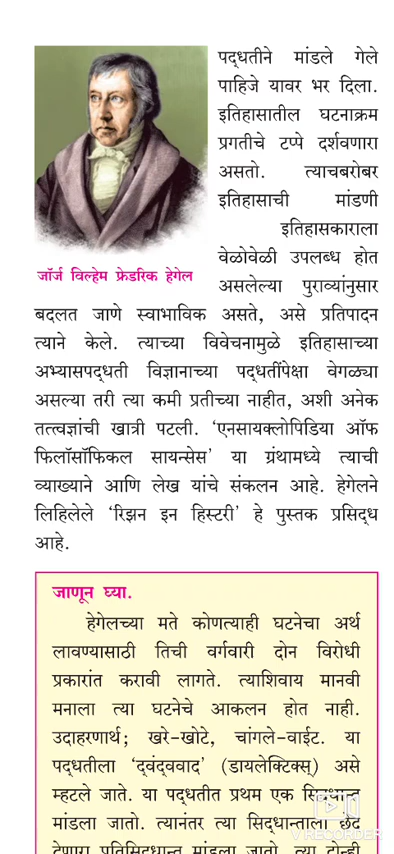 पद्धतीने मांडले गेले
पाहिजे यावर भर दिला.
इतिहासातील घटनाक्रम
प्रगतीचे टप्पे दर्शवणारा
असतो. त्याचबरोबर
इतिहासाची मांडणी
इतिहासकाराला
वेळोवेळी उपलब्ध होत
जॉर्ज विल्हेम फ्रेडरिक हेगेल
असलेल्या पुराव्यांनुसार
बदलत जाणे स्वाभाविक असते, असे प्रतिपादन
त्याने केले. त्याच्या विवेचनामुळे इतिहासाच्या
अभ्यासपद्धती विज्ञानाच्या पद्धतींपेक्षा वेगळ्या
असल्या तरी त्या कमी प्रतीच्या नाहीत, अशी अनेक
तत्त्वज्ञांची खात्री पटली. ‘एनसायक्लोपिडिया ऑफ
फिलॉसॉफिकल सायन्सेस’ या ग्रंथामध्ये त्याची
व्याख्याने आणि लेख यांचे संकलन आहे. हेगेलने
लिहिलेले ‘रिझन इन हिस्टरी’ हे पुस्तक प्रसिद्ध
आहे.
जाणून घ्या.
हेगेलच्या मते कोणत्याही घटनेचा अर्थ
लावण्यासाठी तिची वर्गवारी दोन विरोधी
प्रकारांत करावी लागते. त्याशिवाय मानवी
मनाला त्या घटनेचे आकलन होत नाही.
उदाहरणार्थ; खरे-खोटे, चांगले-वाईट. या
पद्धतीला ‘द्वंद्ववाद’ (डायलेक्टिक्स्) असे
म्हटले जाते. या पद्धतीत प्रथम एक सिद्धान्त
मांडला जातो. त्यानंतर त्या सिद्धान्ताला छेद
देणारा प्रतिसिद्धान्त मांडला जातो. त्या दोन्ही
V RECORDER